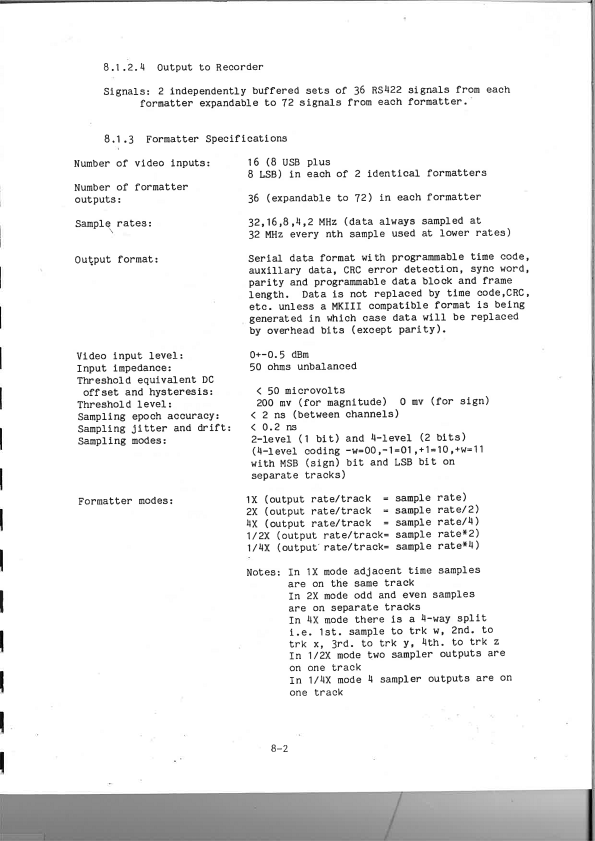 8.1.2.4 Output to Recorder
Signals: 2 independently buffered sets of 36 RS422 signals from each
formatter expandable to 72 signals from each formatter.
8.1.3 Formatter Specifications
Number of video inputs: 16 (8 USB plus
8 LSB) in each of 2 identical formatters
Number of formatter
outputs: 36 (expandable to 72) in each formatter
Sample rates: 32,16,8,4,2 MHz (data always sampled at
32 MHz every nth sample used at lower rates)
Output format: Serial data format with programmable time code,
auxillary data, CRC error detection, sync word,
parity and programmable data block and frame
length. Data is not replaced by time code,CRC,
etc. unless a MKIII compatible format is being
generated in which case data will be replaced
by overhead bits (except parity).
Video input level: 0+-0.5 dBm
Input impedance: 50 ohms unbalanced
Threshold equivalent DC
offset and hysteresis: < 50 microvolts
Threshold level: 200 mv (for magnitude) 0 mv (for sign)
Sampling epoch accuracy: < 2 ns (between channels)
Sampling jitter and drift: < 0.2 ns
Sampling modes: 2-level (1 bit) and 4-level (2 bits)
(4-level coding -w=00,-1=01,+1=10,+w=11
with MSB (sign) bit and LSB bit on
separate tracks)
Formatter modes: 1X (output rate/track = sample rate)
2X (output rate/track = sample rate/2)
4X (output rate/track = sample rate/4)
1/2X (output rate/track= sample rate*2)
1/4X (output rate/track= sample rate*4)
Notes: In 1X mode adjacent time samples
are on the same track
In 2X mode odd and even samples
are on separate tracks
In 4X mode there is a 4-way split
i.e. 1st. sample to trk w, 2nd. to
trk x, 3rd. to trk y, 4th. to trk z
In 1/2X mode two sampler outputs are
on one track
In 1/4X mode 4 sampler outputs are on
one track
8-2